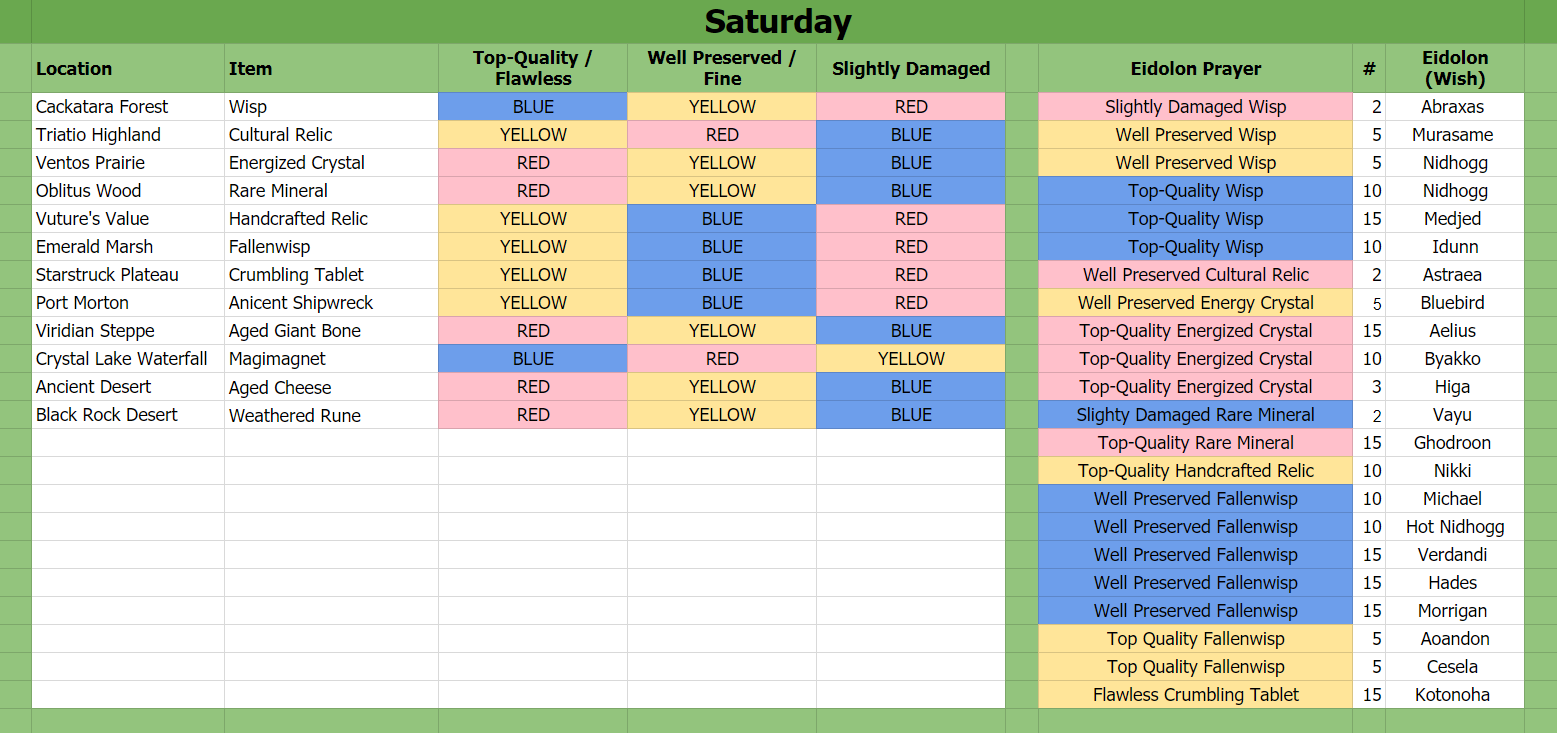 Saturday
Location Item Top-Quality / Flawless Well Preserved / Fine Slightly Damaged Eidolon Prayer # Eidolon (Wish)
Cackatara Forest Wisp BLUE YELLOW RED Slightly Damaged Wisp 2 Abraxas
Triatio Highland Cultural Relic YELLOW RED BLUE Well Preserved Wisp 5 Murasame
Ventos Prairie Energized Crystal RED YELLOW BLUE Well Preserved Wisp 5 Nidhogg
Oblitus Wood Rare Mineral RED YELLOW BLUE Top-Quality Wisp 10 Nidhogg
Vuture's Value Handcrafted Relic YELLOW BLUE RED Top-Quality Wisp 15 Medjed
Emerald Marsh Fallenwisp YELLOW BLUE RED Top-Quality Wisp 10 Idunn
Starstruck Plateau Crumbling Tablet YELLOW BLUE RED Well Preserved Cultural Relic 2 Astraea
Port Morton Anicent Shipwreck YELLOW BLUE RED Well Preserved Energy Crystal 5 Bluebird
Viridian Steppe Aged Giant Bone RED YELLOW BLUE Top-Quality Energized Crystal 15 Aelius
Crystal Lake Waterfall Magimagnet BLUE RED YELLOW Top-Quality Energized Crystal 10 Byakko
Ancient Desert Aged Cheese RED YELLOW BLUE Top-Quality Energized Crystal 3 Higa
Black Rock Desert Weathered Rune RED YELLOW BLUE Slighty Damaged Rare Mineral 2 Vayu
Top-Quality Rare Mineral 15 Ghodroon
Top-Quality Handcrafted Relic 10 Nikki
Well Preserved Fallenwisp 10 Michael
Well Preserved Fallenwisp 10 Hot Nidhogg
Well Preserved Fallenwisp 15 Verdandi
Well Preserved Fallenwisp 15 Hades
Well Preserved Fallenwisp 15 Morrigan
Top Quality Fallenwisp 5 Aoandon
Top Quality Fallenwisp 5 Cesela
Flawless Crumbling Tablet 15 Kotonoha